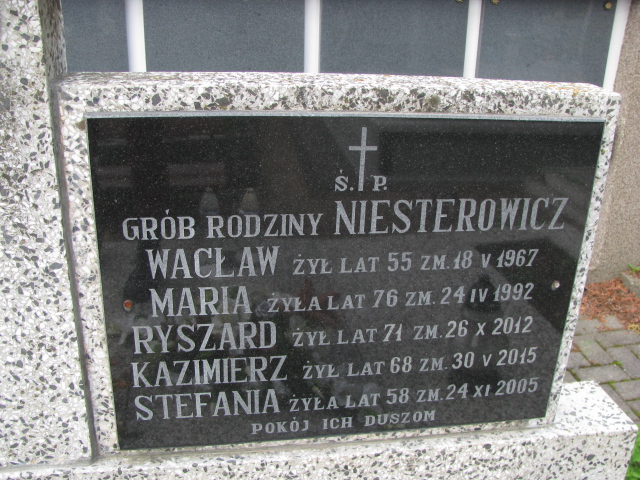 Ś. P.
GRÓB RODZINY NIESTEROWICZ
WACŁAW ŻYŁ LAT 55 ZM. 18 V 1967
MARIA ŻYŁA LAT 76 ZM. 24 IV 1992
RYSZARD ŻYŁ LAT 71 ZM. 26 X 2012
KAZIMIERZ ŻYŁ LAT 68 ZM. 30 V 2015
STEFANIA ŻYŁA LAT 58 ZM. 24 XI 2005
POKÓJ ICH DUSZOM